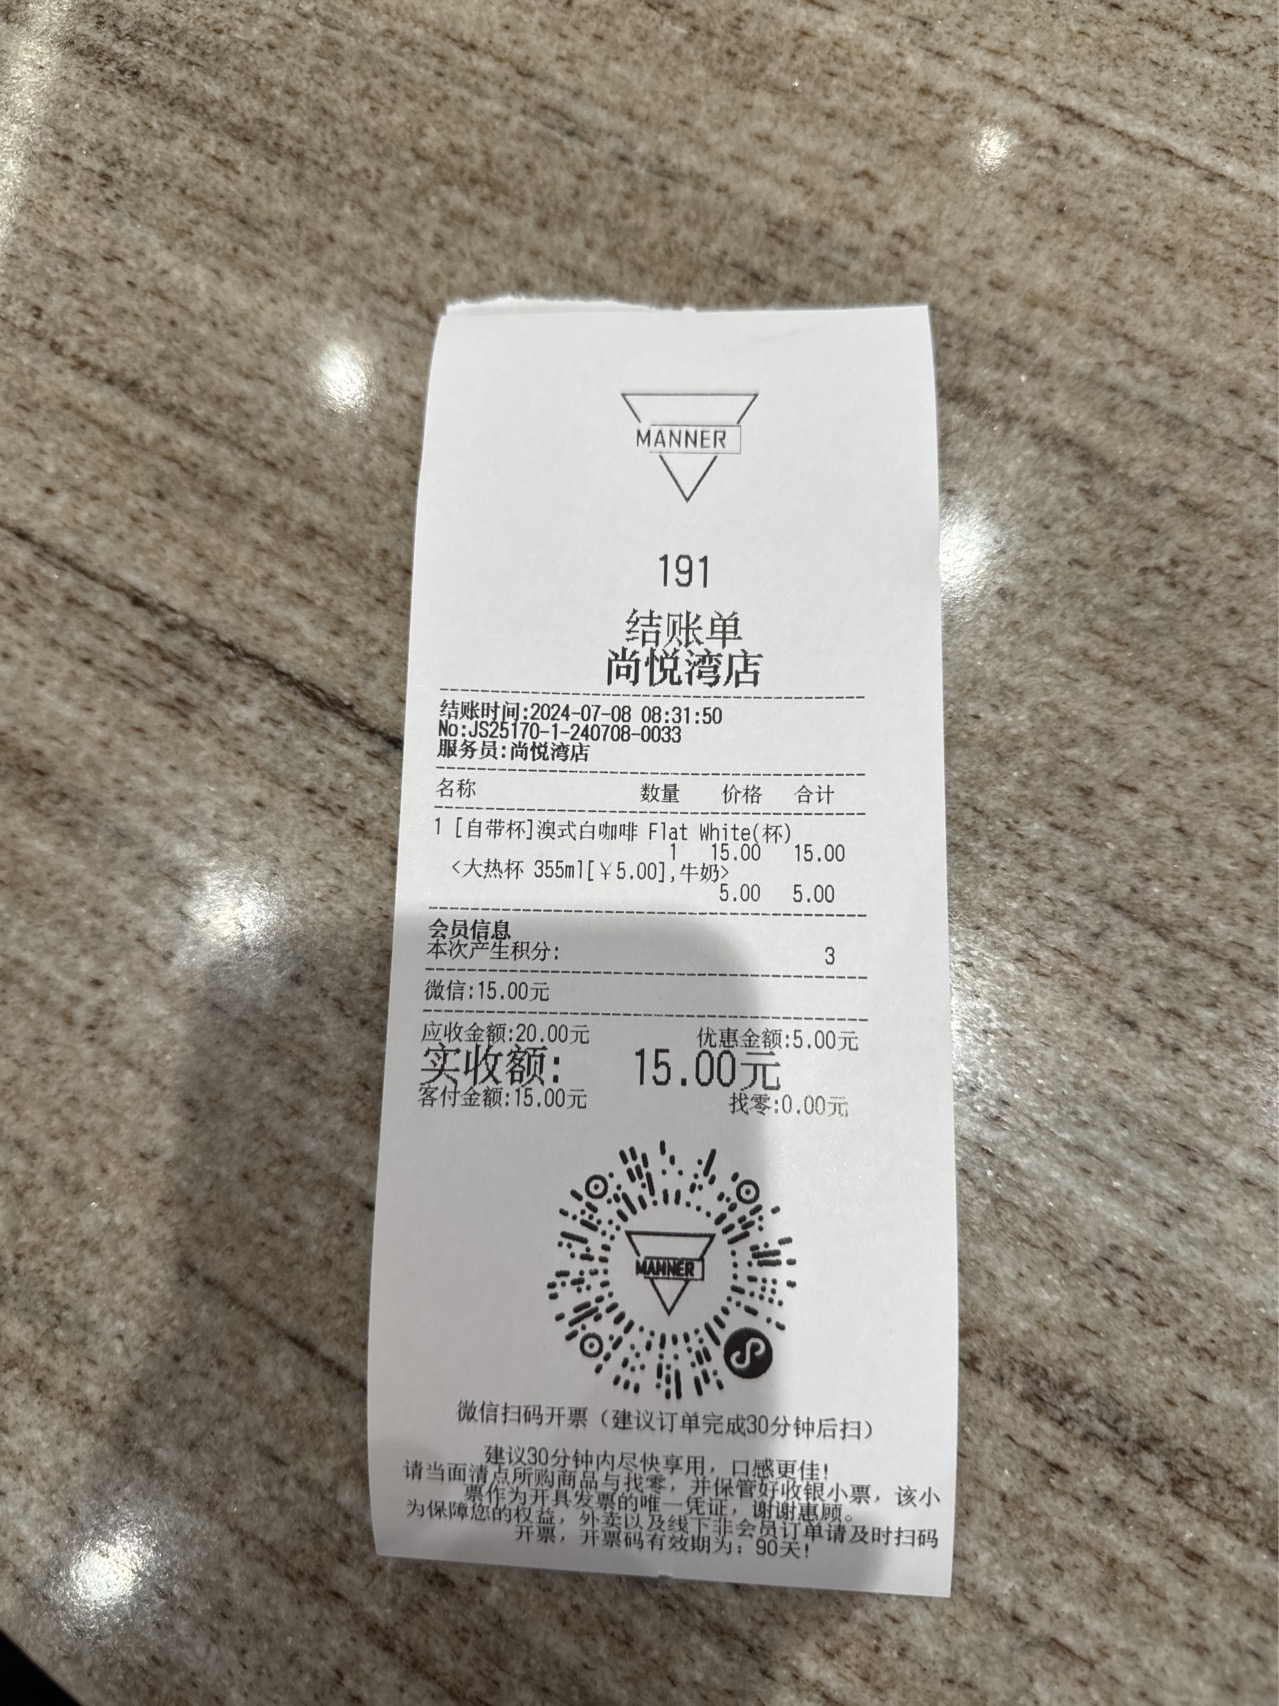 MANNER
191
结账单
尚悦湾店
结账时间:2024-07-08 08:31:50
No:JS25170-1-240708-0033
服务员:尚悦湾店
名称 数量 价格 合计
1 [自带杯]澳式白咖啡 Flat White(杯)
1 15.00 15.00
<大热杯 355ml[¥5.00],牛奶>
5.00 5.00
会员信息
本次产生积分: 3
微信:15.00元
应收金额:20.00元 优惠金额:5.00元
实收额: 15.00元
客付金额:15.00元 找零:0.00元
MANNER
微信扫码开票（建议订单完成30分钟后扫）
建议30分钟内尽快享用，口感更佳!
请当面清点所购商品与找零，并保管好收银小票，该小
票作为开具发票的唯一凭证，谢谢惠顾。
为保障您的权益，外卖以及线下非会员订单请及时扫码
开票，开票码有效期为：90天!